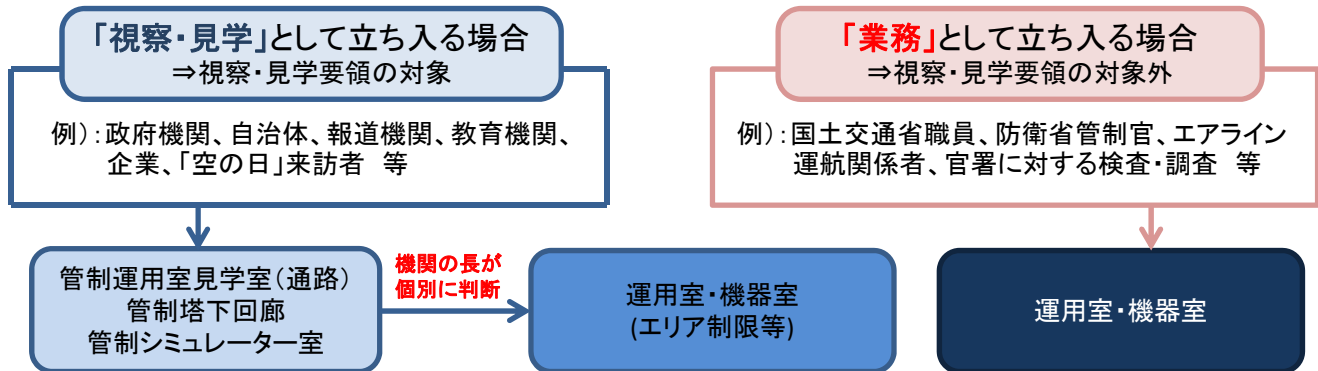 「視察・見学」として立ち入る場合
⇒視察・見学要領の対象
例）：政府機関、自治体、報道機関、教育機関、
企業、「空の日」来訪者　等
管制運用室見学室（通路）
管制塔下回廊
管制シミュレーター室
機関の長が
個別に判断
運用室・機器室
(エリア制限等)
「業務」として立ち入る場合
⇒視察・見学要領の対象外
例）：国土交通省職員、防衛省管制官、エアライン
運航関係者、官署に対する検査・調査　等
運用室・機器室